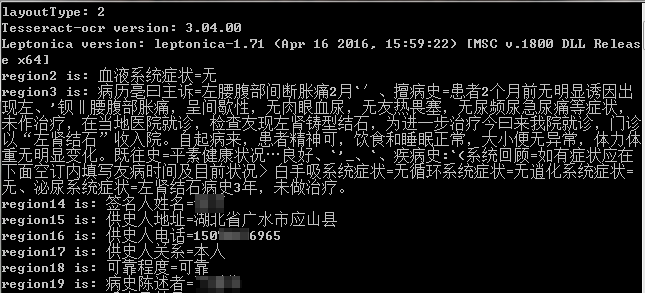 layoutType: 2
Tesseract-ocr version: 3.04.00
Leptonica version: leptonica-1.71 (Apr 16 2016, 15:59:22) [MSC v.1800 DLL Releas
e x64]
region2 is: 血液系统症状=无
region3 is: 病历毫曰主诉=左腰腹部间断胀痛2月`′、擅病史=患者2个月前无明显诱因出
现左、'钡‖腰腹部胀痛，呈间歇性，无肉眼血尿，无友热畏塞，无尿频尿急尿痛等症状，
未作治疗，在当地医院就诊，检查发现左肾铸型结石，为进一步治疗今曰来我院就诊，门诊
以“左肾结石”收入院。自起病来，患者精神可，饮食和睡眠正常，大小便无异常，体力体
重无明显变化。既往史=平素健康状况…良好、`′_、`、疾病史:`(系统回顾=如有症状应在
下面空订内填写友病时间及目前状况> 白手吸系统症状=无循环系统症状=无遣化系统症状=
无、泌尿系统症状=左肾结石病史3年，未做治疗。
region14 is: 签名人姓名=
region15 is: 供史人地址=湖北省广水市应山县
region16 is: 供史人电话=150 6965
region17 is: 供史人关系=本人
region18 is: 可靠程度=可靠
region19 is: 病史陈述者=